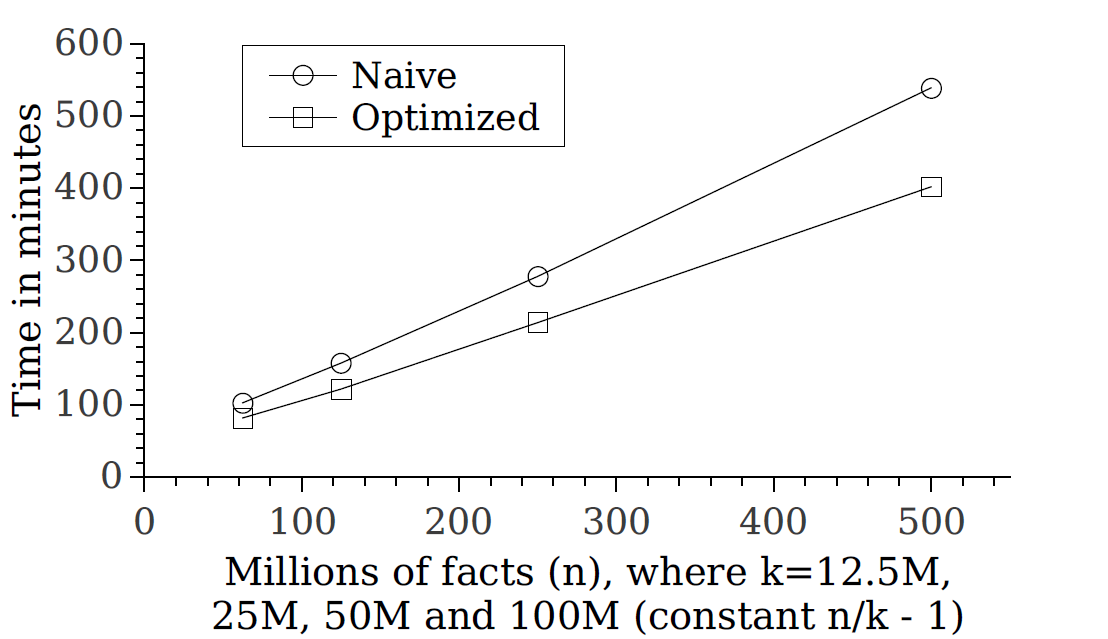 600
500
400
300
200
100
0
Time in minutes
Naive
Optimized
0 100 200 300 400 500
Millions of facts (n), where k=12.5M,
25M, 50M and 100M (constant n/k - 1)